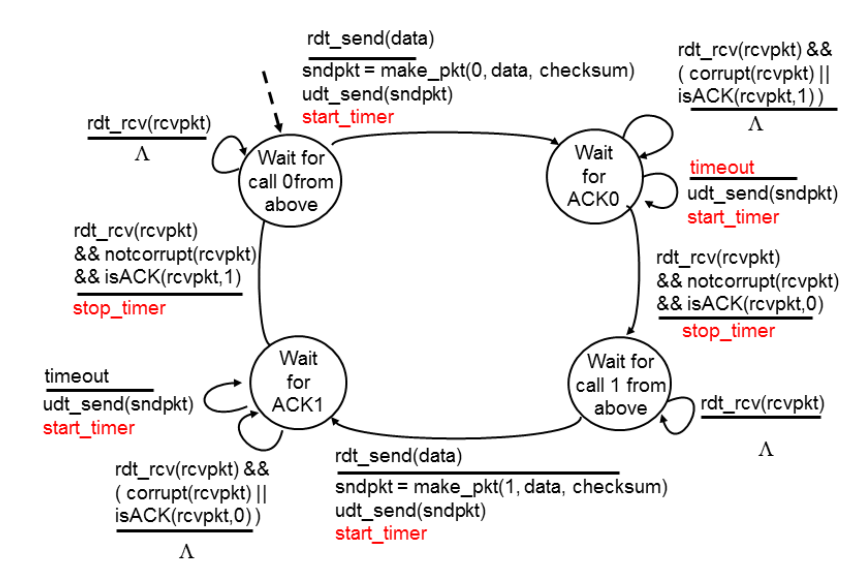 rdt_send(data)
sndpkt = make_pkt(0, data, checksum)
udt_send(sndpkt)
start_timer
rdt_rcv(rcvpkt) &&
( corrupt(rcvpkt) ||
isACK(rcvpkt,1) )
Λ
rdt_rcv(rcvpkt)
Λ
Wait for
call 0from
above
Wait
for
ACK0
timeout
udt_send(sndpkt)
start_timer
rdt_rcv(rcvpkt)
&& notcorrupt(rcvpkt)
&& isACK(rcvpkt,1)
stop_timer
rdt_rcv(rcvpkt)
&& notcorrupt(rcvpkt)
&& isACK(rcvpkt,0)
stop_timer
Wait
for
ACK1
Wait for
call 1 from
above
timeout
udt_send(sndpkt)
start_timer
rdt_rcv(rcvpkt)
Λ
rdt_rcv(rcvpkt) &&
( corrupt(rcvpkt) ||
isACK(rcvpkt,0) )
Λ
rdt_send(data)
sndpkt = make_pkt(1, data, checksum)
udt_send(sndpkt)
start_timer